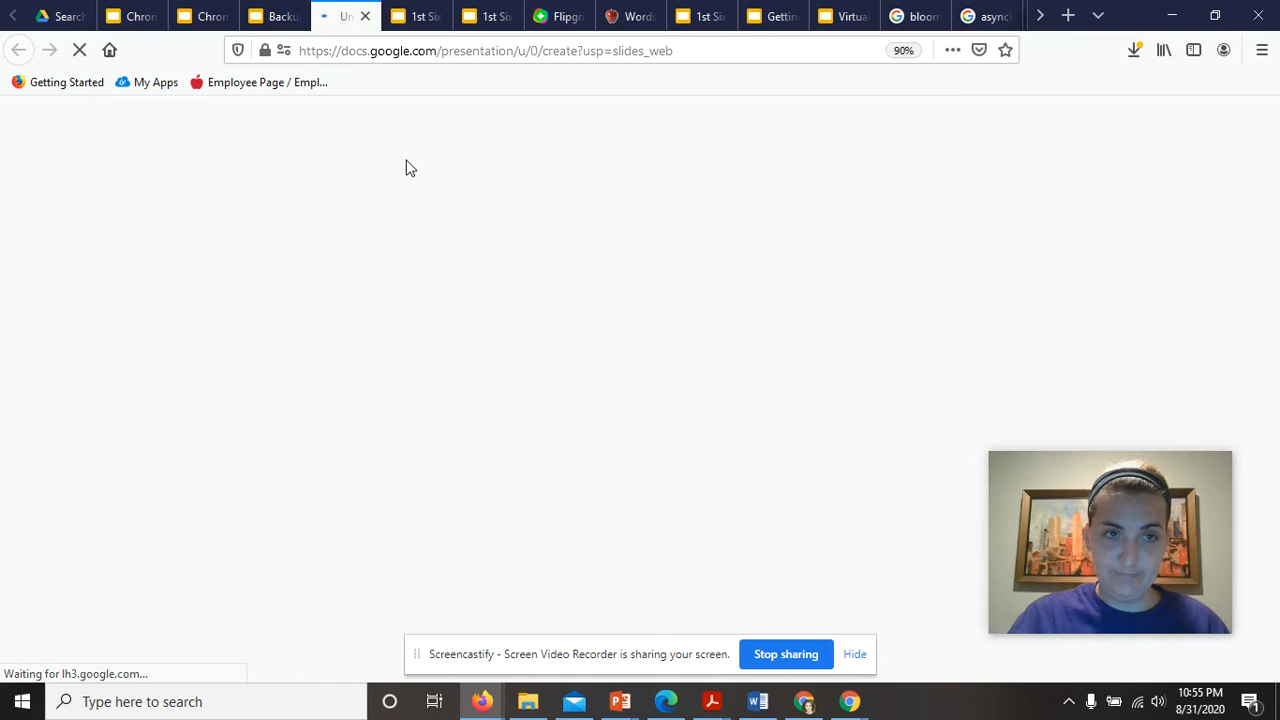 Search
Chron
Chron
Backu
Un
1st Six
1st Six
Flipgri
Words
1st Six
Gettin
Virtua
bloom
async
https://docs.google.com/presentation/u/0/create?usp=slides_web
90%
Getting Started
My Apps
Employee Page / Empl...
Screencastify - Screen Video Recorder is sharing your screen.
Stop sharing
Hide
Waiting for lh3.google.com...
Type here to search
10:55 PM
8/31/2020